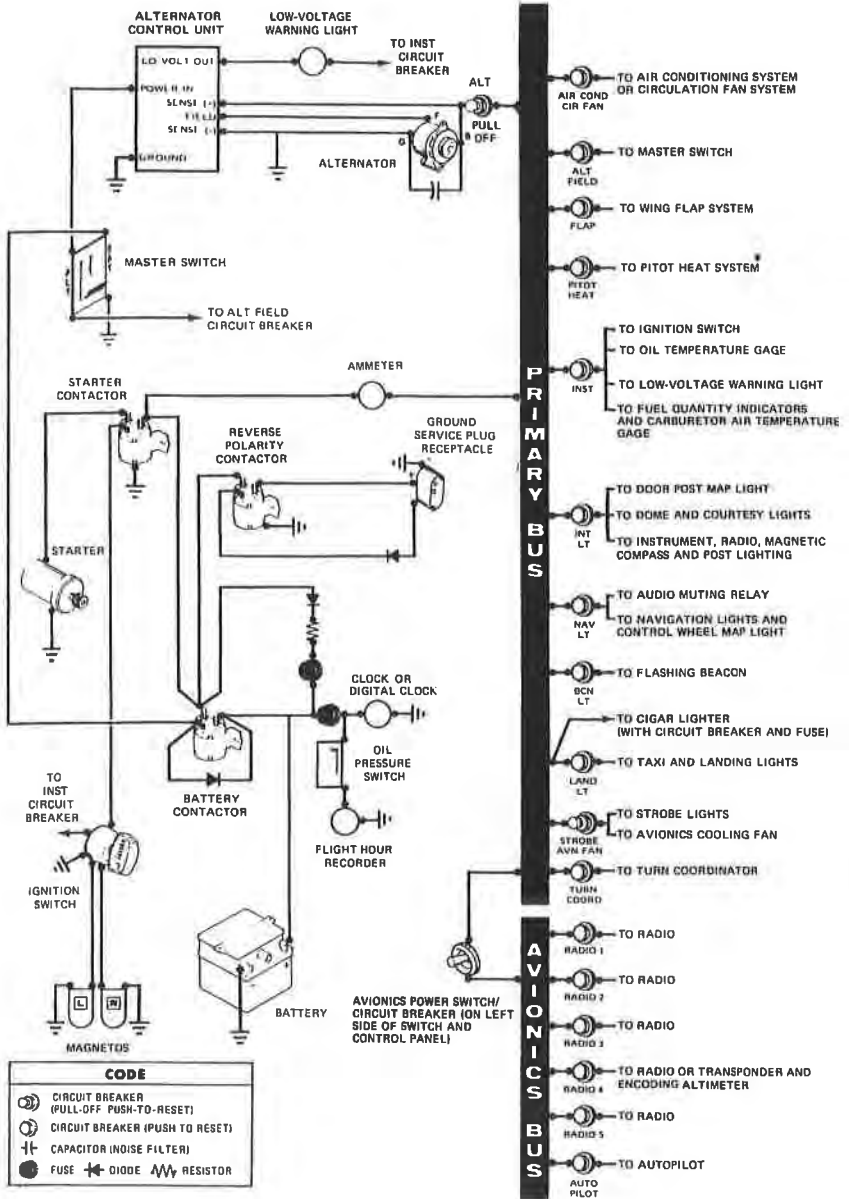 ALTERNATOR
CONTROL UNIT
LOW-VOLTAGE
WARNING LIGHT
LO VOLT OUT
POWER IN
SENSE (+)
FIELD
SENSE (-)
GROUND
TO INST
CIRCUIT
BREAKER
ALT
PULL
OFF
F
G
B
ALTERNATOR
MASTER SWITCH
TO ALT FIELD
CIRCUIT BREAKER
AMMETER
STARTER
CONTACTOR
REVERSE
POLARITY
CONTACTOR
GROUND
SERVICE PLUG
RECEPTACLE
STARTER
CLOCK OR
DIGITAL CLOCK
OIL
PRESSURE
SWITCH
BATTERY
CONTACTOR
FLIGHT HOUR
RECORDER
TO
INST
CIRCUIT
BREAKER
IGNITION
SWITCH
L
R
MAGNETOS
BATTERY
AVIONICS POWER SWITCH/
CIRCUIT BREAKER (ON LEFT
SIDE OF SWITCH AND
CONTROL PANEL)
CODE
CIRCUIT BREAKER
(PULL-OFF PUSH-TO-RESET)
CIRCUIT BREAKER (PUSH TO RESET)
CAPACITOR (NOISE FILTER)
FUSE DIODE RESISTOR
PRIMARY BUS
AIR COND
CIR FAN
TO AIR CONDITIONING SYSTEM
OR CIRCULATION FAN SYSTEM
ALT
FIELD
TO MASTER SWITCH
FLAP
TO WING FLAP SYSTEM
PITOT
HEAT
TO PITOT HEAT SYSTEM*
INST
TO IGNITION SWITCH
TO OIL TEMPERATURE GAGE
TO LOW-VOLTAGE WARNING LIGHT
TO FUEL QUANTITY INDICATORS
AND CARBURETOR AIR TEMPERATURE
GAGE
INT
LT
TO DOOR POST MAP LIGHT
TO DOME AND COURTESY LIGHTS
TO INSTRUMENT, RADIO, MAGNETIC
COMPASS AND POST LIGHTING
NAV
LT
TO AUDIO MUTING RELAY
TO NAVIGATION LIGHTS AND
CONTROL WHEEL MAP LIGHT
BCN
LT
TO FLASHING BEACON
TO CIGAR LIGHTER
(WITH CIRCUIT BREAKER AND FUSE)
LAND
LT
TO TAXI AND LANDING LIGHTS
STROBE
AVN FAN
TO STROBE LIGHTS
TO AVIONICS COOLING FAN
TURN
COORD
TO TURN COORDINATOR
AVIONICS BUS
RADIO 1
TO RADIO
RADIO 2
TO RADIO
RADIO 3
TO RADIO
RADIO 4
TO RADIO OR TRANSPONDER AND
ENCODING ALTIMETER
RADIO 5
TO RADIO
AUTO
PILOT
TO AUTOPILOT